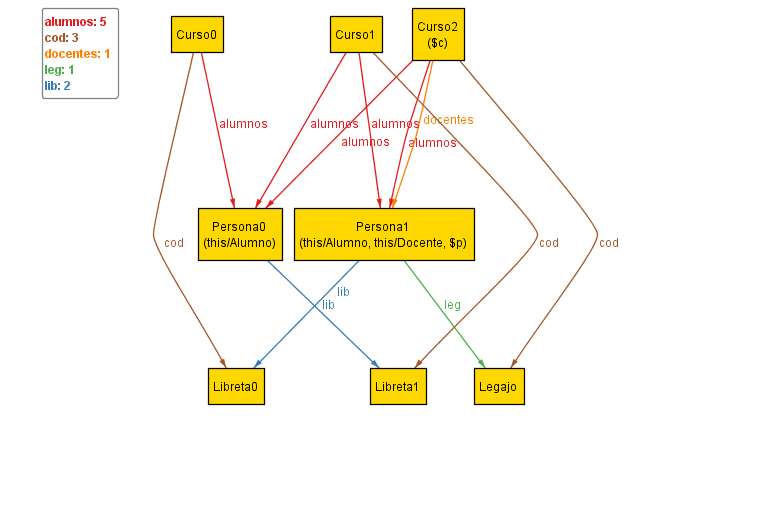 alumnos: 5
cod: 3
docentes: 1
leg: 1
lib: 2
Curso0
Curso1
Curso2
($c)
alumnos
alumnos
alumnos
docentes
alumnos
alumnos
Persona0
(this/Alumno)
Persona1
(this/Alumno, this/Docente, $p)
cod
cod
cod
lib
lib
leg
Libreta0
Libreta1
Legajo